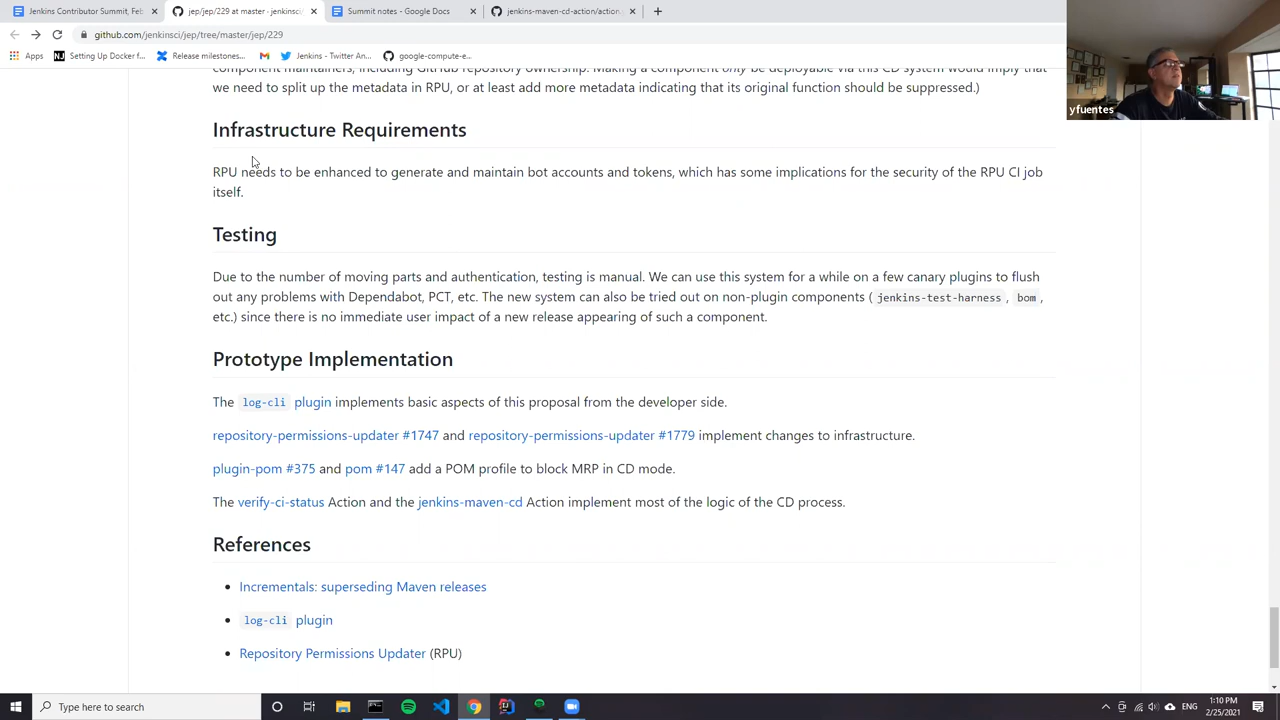 Jenkins Contributor Summit, Feb
jep/jep/229 at master · jenkinsci/
Summit notes - Google Docs
jenkins-maven-cd-action/action.y
github.com/jenkinsci/jep/tree/master/jep/229
Apps
Setting Up Docker f...
Release milestones...
Jenkins - Twitter An...
google-compute-e...
yfuentes
component maintainers, including GitHub repository ownership. Making a component only be deployable via this CD system would imply that
we need to split up the metadata in RPU, or at least add more metadata indicating that its original function should be suppressed.)
Infrastructure Requirements
RPU needs to be enhanced to generate and maintain bot accounts and tokens, which has some implications for the security of the RPU CI job
itself.
Testing
Due to the number of moving parts and authentication, testing is manual. We can use this system for a while on a few canary plugins to flush
out any problems with Dependabot, PCT, etc. The new system can also be tried out on non-plugin components ( jenkins-test-harness , bom ,
etc.) since there is no immediate user impact of a new release appearing of such a component.
Prototype Implementation
The log-cli plugin implements basic aspects of this proposal from the developer side.
repository-permissions-updater #1747 and repository-permissions-updater #1779 implement changes to infrastructure.
plugin-pom #375 and pom #147 add a POM profile to block MRP in CD mode.
The verify-ci-status Action and the jenkins-maven-cd Action implement most of the logic of the CD process.
References
• Incrementals: superseding Maven releases
• log-cli plugin
• Repository Permissions Updater (RPU)
Type here to search
ENG
1:10 PM
2/25/2021